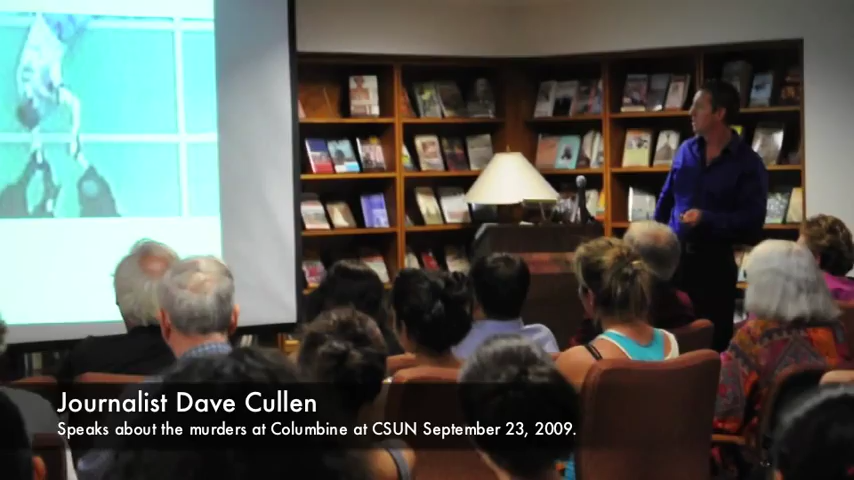 Journalist Dave Cullen
Speaks about the murders at Columbine at CSUN September 23, 2009.